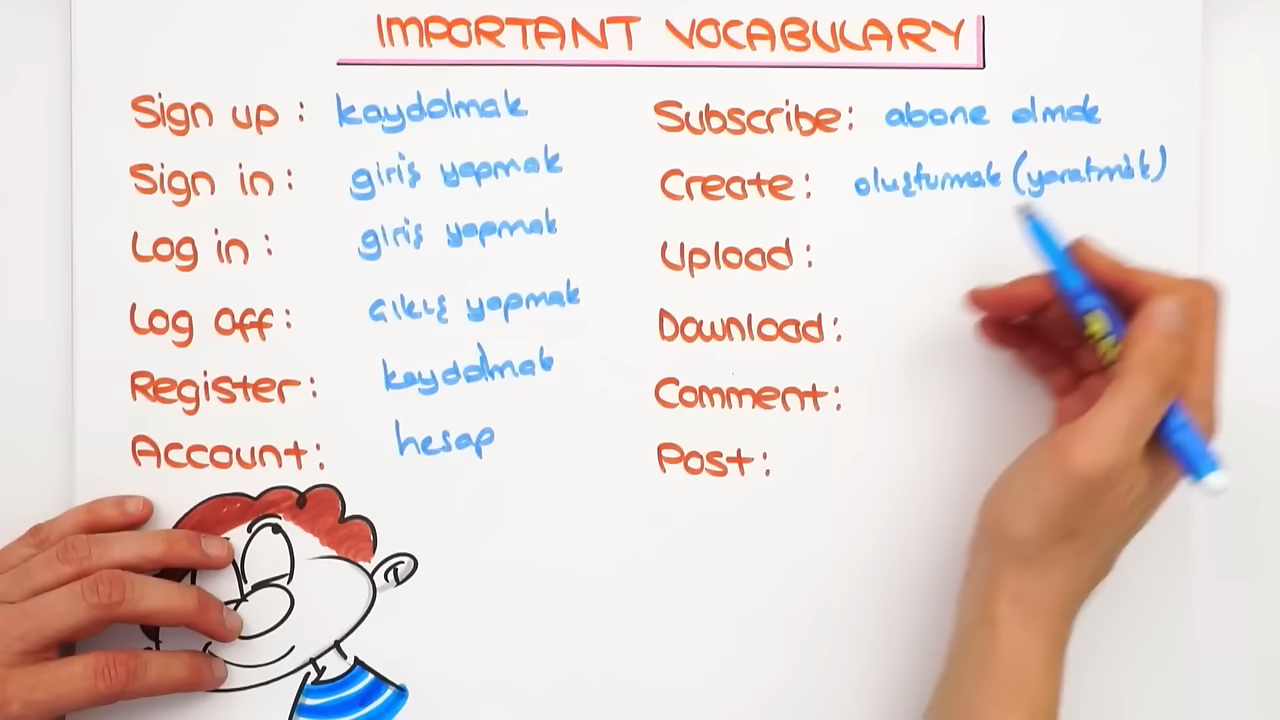 IMPORTANT VOCABULARY
Sign up: kaydolmak
Sign in: giriş yapmak
Log in: giriş yapmak
Log off: çıkış yapmak
Register: kaydolmak
Account: hesap
Subscribe: abone olmak
Create: oluşturmak (yaratmak)
Upload:
Download:
Comment:
Post: